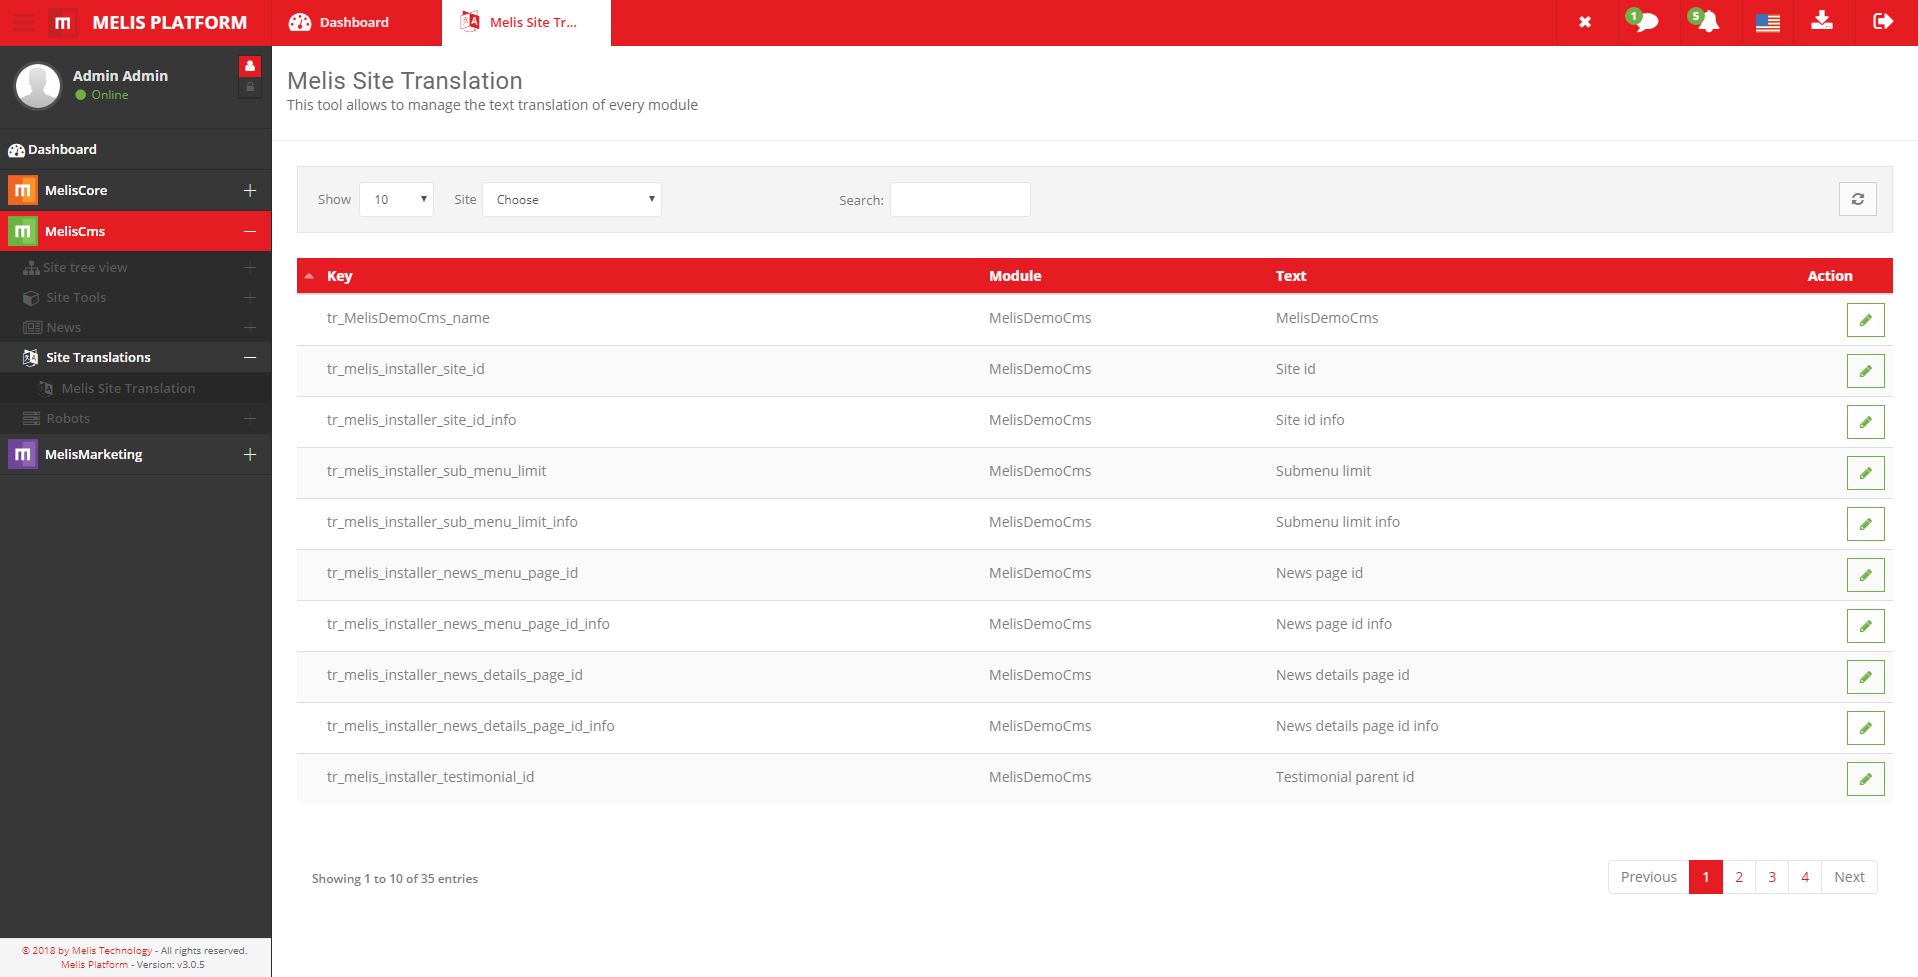 MELIS PLATFORM
Dashboard
Melis Site Tr...
1
5
Admin Admin
Online
Dashboard
MelisCore
MelisCms
Site tree view
Site Tools
News
Site Translations
Melis Site Translation
Robots
MelisMarketing
© 2018 by Melis Technology - All rights reserved.
Melis Platform - Version: v3.0.5
Melis Site Translation
This tool allows to manage the text translation of every module
Show 10 Site Choose Search:
Key Module Text Action
tr_MelisDemoCms_name MelisDemoCms MelisDemoCms
tr_melis_installer_site_id MelisDemoCms Site id
tr_melis_installer_site_id_info MelisDemoCms Site id info
tr_melis_installer_sub_menu_limit MelisDemoCms Submenu limit
tr_melis_installer_sub_menu_limit_info MelisDemoCms Submenu limit info
tr_melis_installer_news_menu_page_id MelisDemoCms News page id
tr_melis_installer_news_menu_page_id_info MelisDemoCms News page id info
tr_melis_installer_news_details_page_id MelisDemoCms News details page id
tr_melis_installer_news_details_page_id_info MelisDemoCms News details page id info
tr_melis_installer_testimonial_id MelisDemoCms Testimonial parent id
Showing 1 to 10 of 35 entries
Previous 1 2 3 4 Next